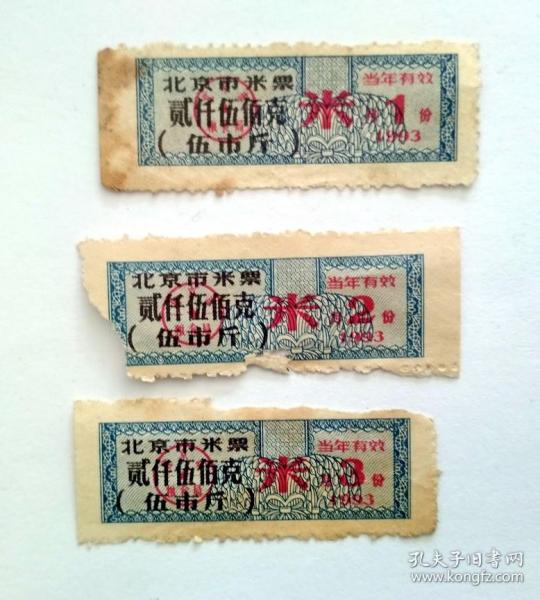 北京市米票
贰仟伍佰克
(伍市斤)
米
当年有效
1
月份
1993
北京市米票
贰仟伍佰克
(伍市斤)
米
当年有效
2
月份
1993
北京市米票
贰仟伍佰克
(伍市斤)
米
当年有效
3
月份
1993
孔夫子旧书网
www.kongfz.com